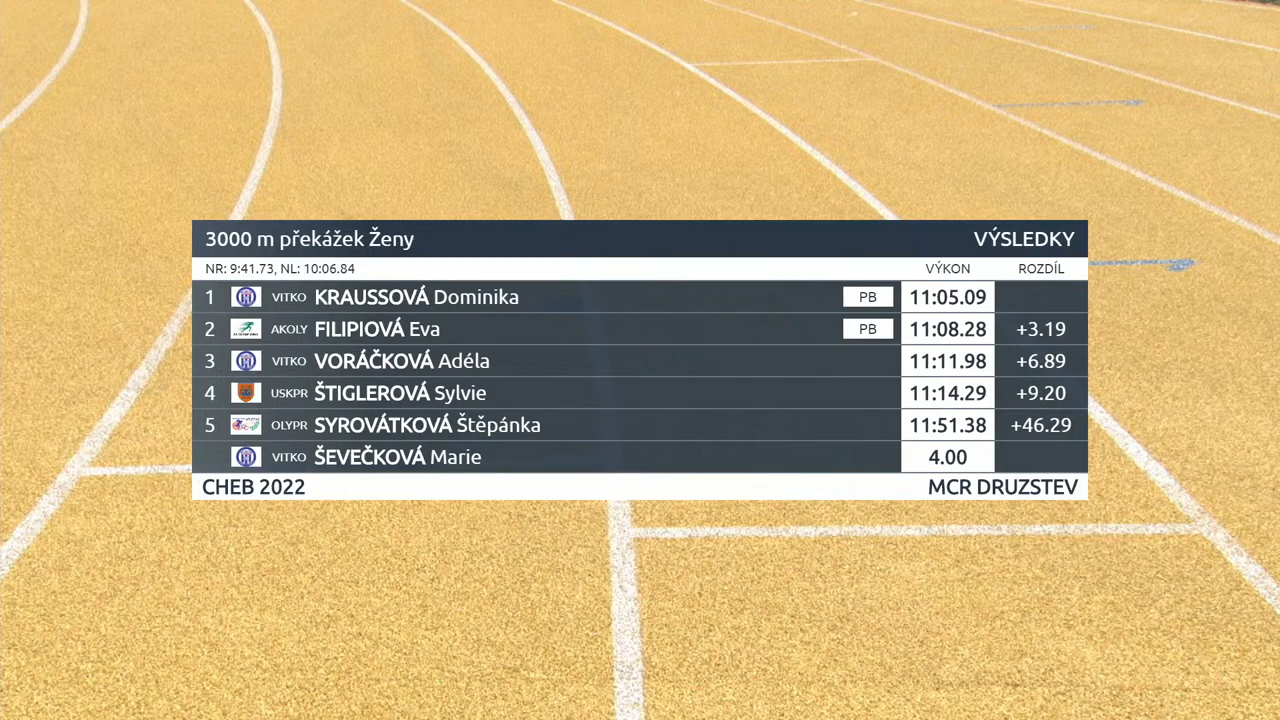 3000 m překážek Ženy VÝSLEDKY
NR: 9:41.73, NL: 10:06.84 VÝKON ROZDÍL
1 VITKO KRAUSSOVÁ Dominika PB 11:05.09
2 AKOLY FILIPIOVÁ Eva PB 11:08.28 +3.19
3 VITKO VORÁČKOVÁ Adéla 11:11.98 +6.89
4 USKPR ŠTIGLEROVÁ Sylvie 11:14.29 +9.20
5 OLYPR SYROVÁTKOVÁ Štěpánka 11:51.38 +46.29
VITKO ŠEVEČKOVÁ Marie 4.00
CHEB 2022 MCR DRUZSTEV